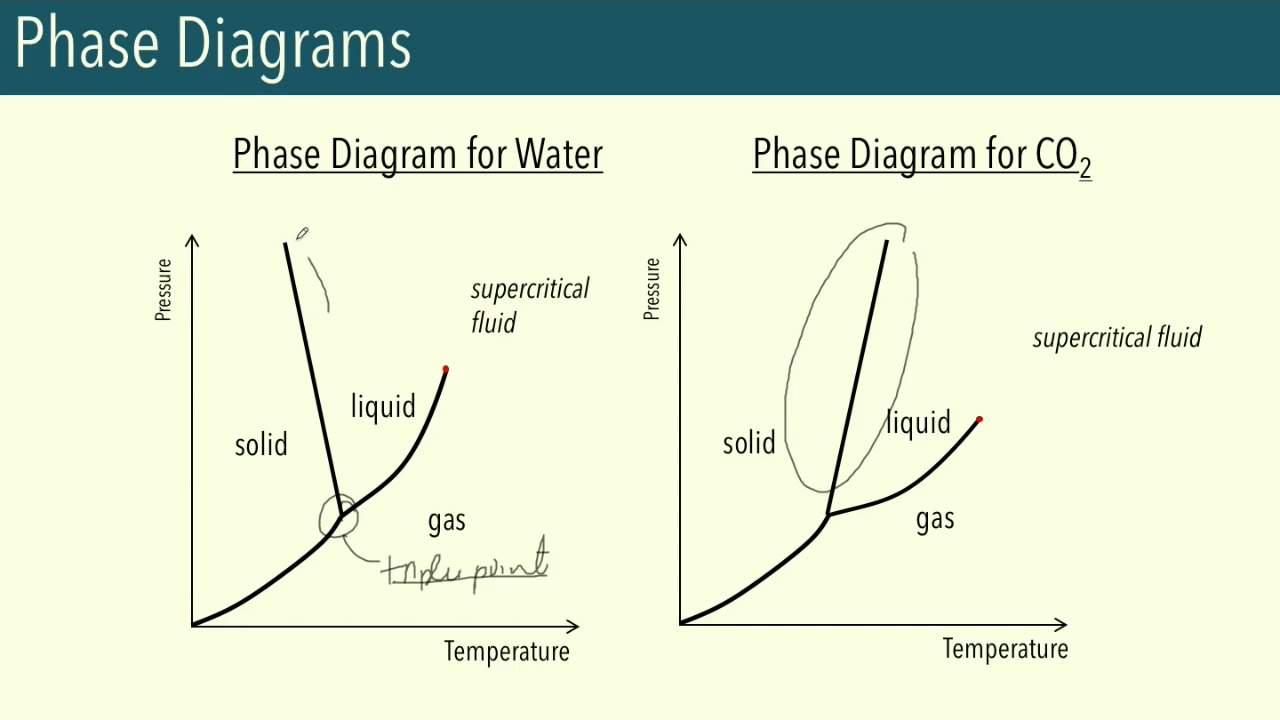 Phase Diagrams
Phase Diagram for Water
Pressure
supercritical
fluid
liquid
solid
gas
triple point
Temperature
Phase Diagram for CO₂
Pressure
supercritical fluid
liquid
solid
gas
Temperature